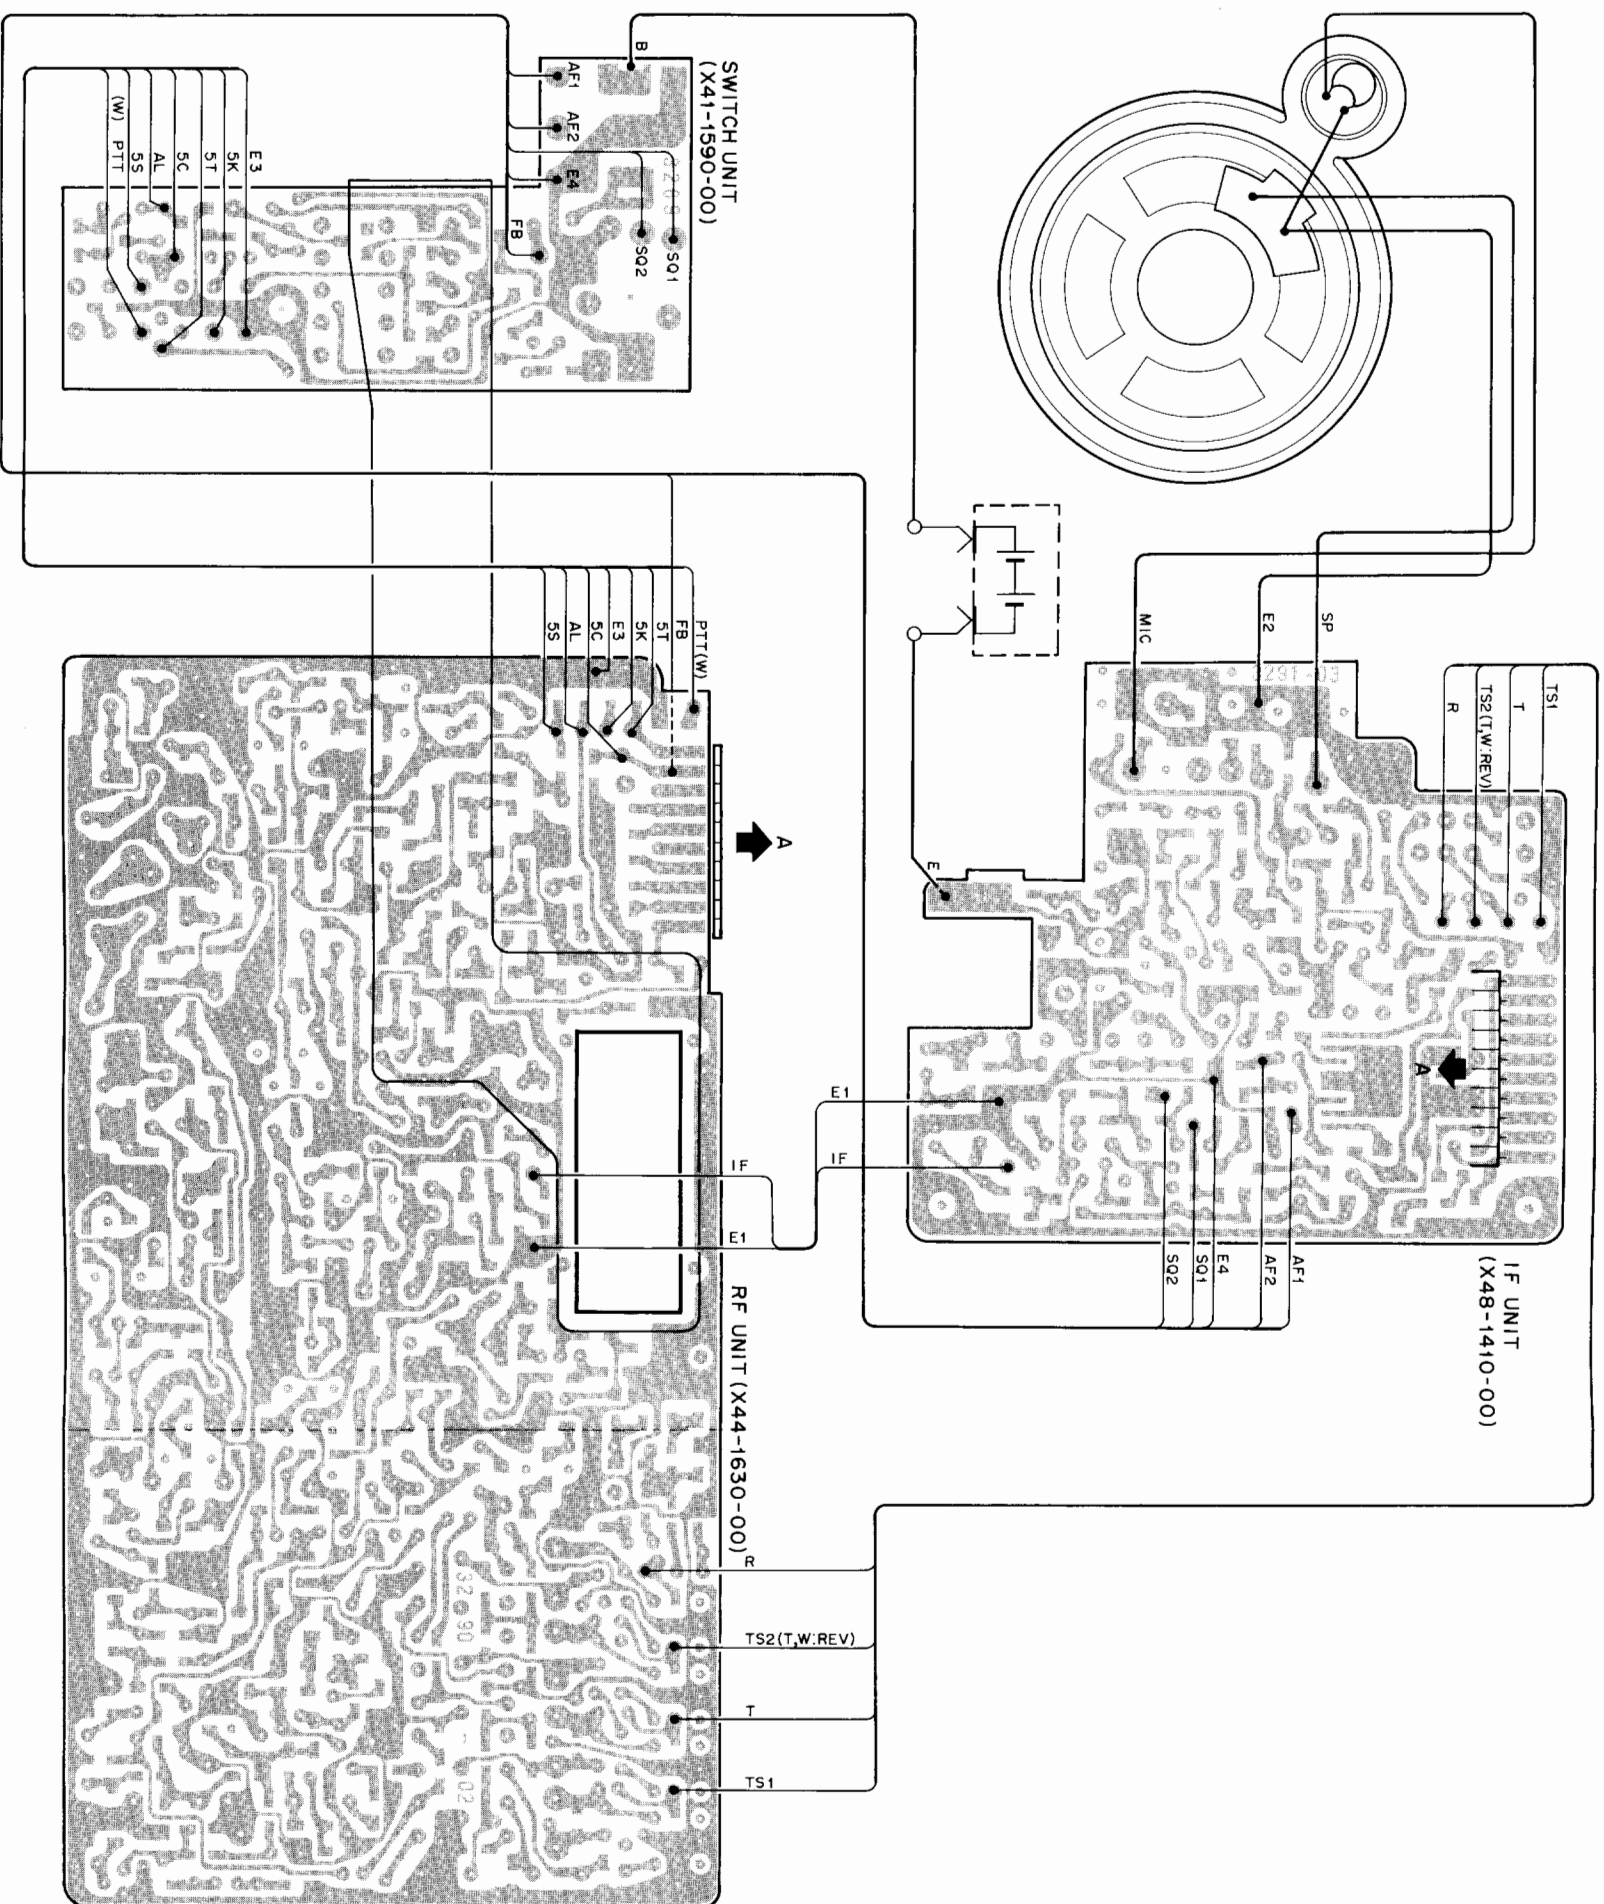 SWITCH UNIT
(X41-1590-00)
B
AF1
AF2
E4
FB
SQ2
SQ1
E3
5K
5T
5C
AL
5S
(W) PTT
MIC
E2
SP
TS1
T
TS2(T,W:REV)
R
3291-03
E
A
IF UNIT
(X48-1410-00)
AF1
AF2
E4
SQ1
SQ2
E1
IF
PTT(W)
FB
5T
5K
E3
5C
AL
5S
A
IF
E1
RF UNIT (X44-1630-00)
R
TS2(T,W:REV)
T
TS1